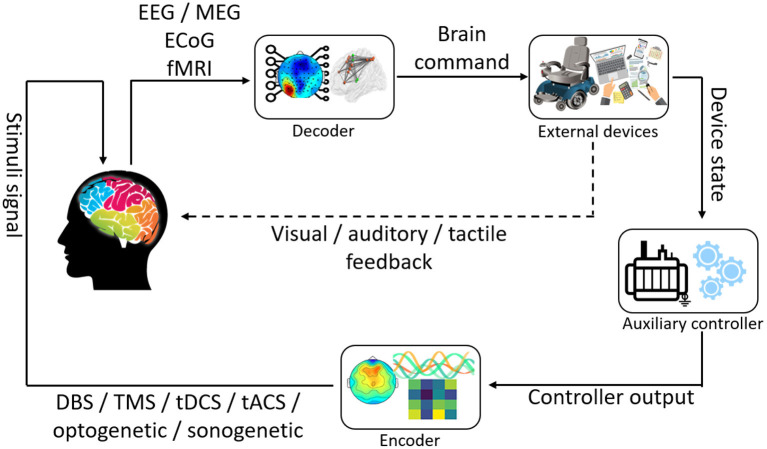 EEG / MEG
ECoG
fMRI
Brain
command
Decoder
External devices
Stimuli signal
Device state
Visual / auditory / tactile
feedback
Auxiliary controller
Controller output
DBS / TMS / tDCS / tACS /
optogenetic / sonogenetic
Encoder